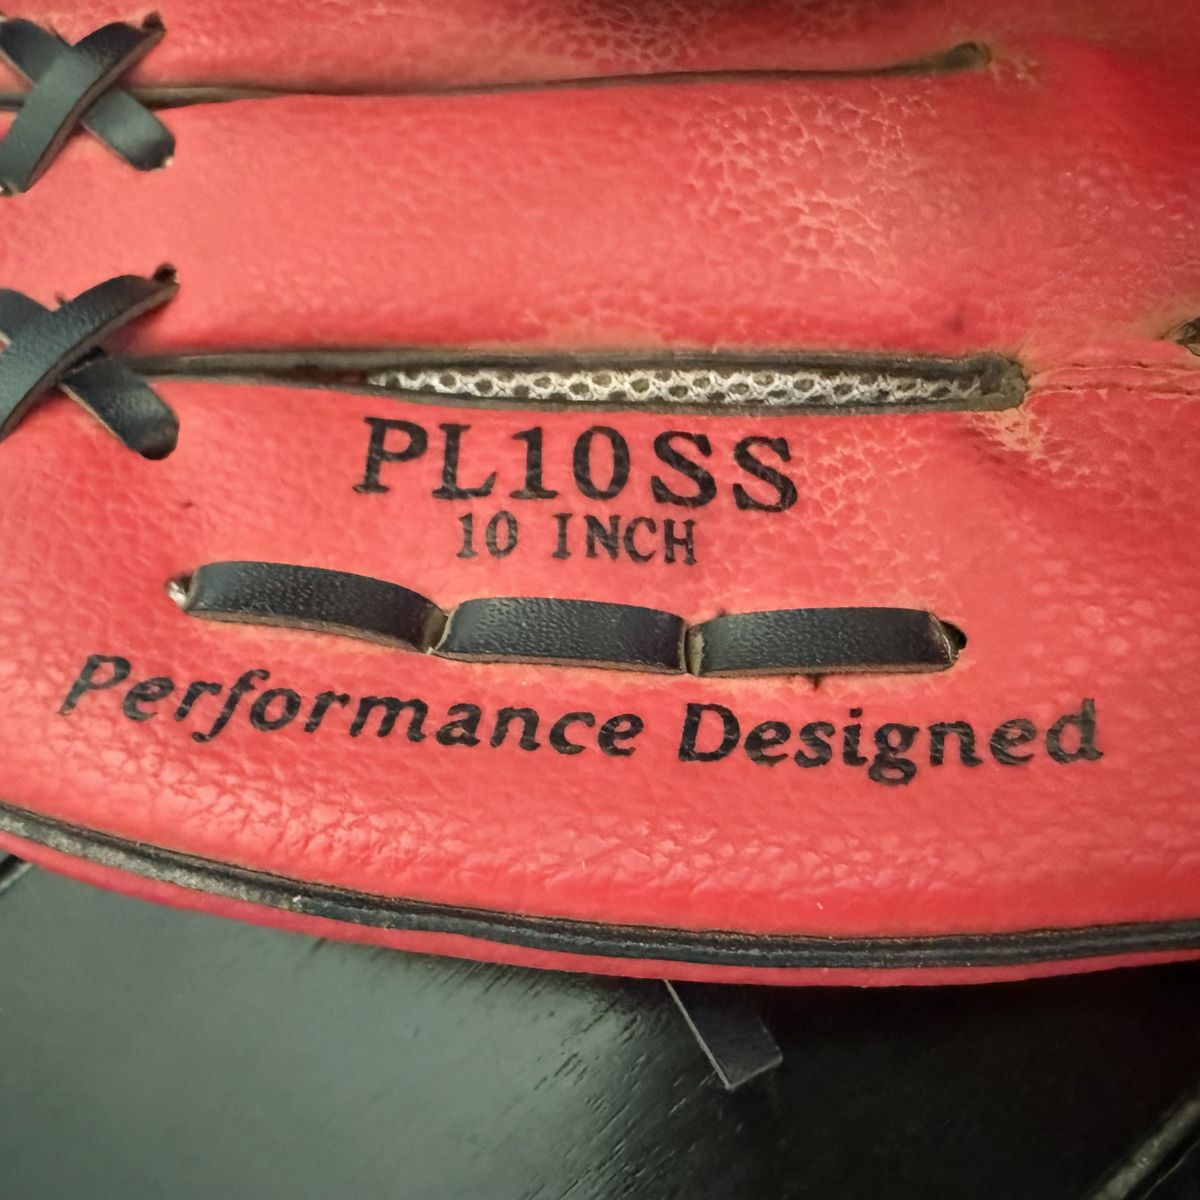 PL10SS
10 INCH
Performance Designed